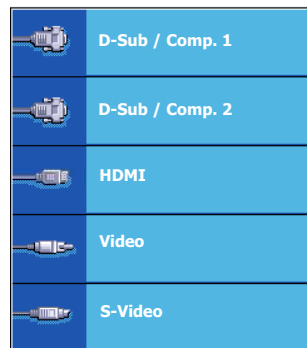 D-Sub / Comp. 1
D-Sub / Comp. 2
HDMI
Video
S-Video